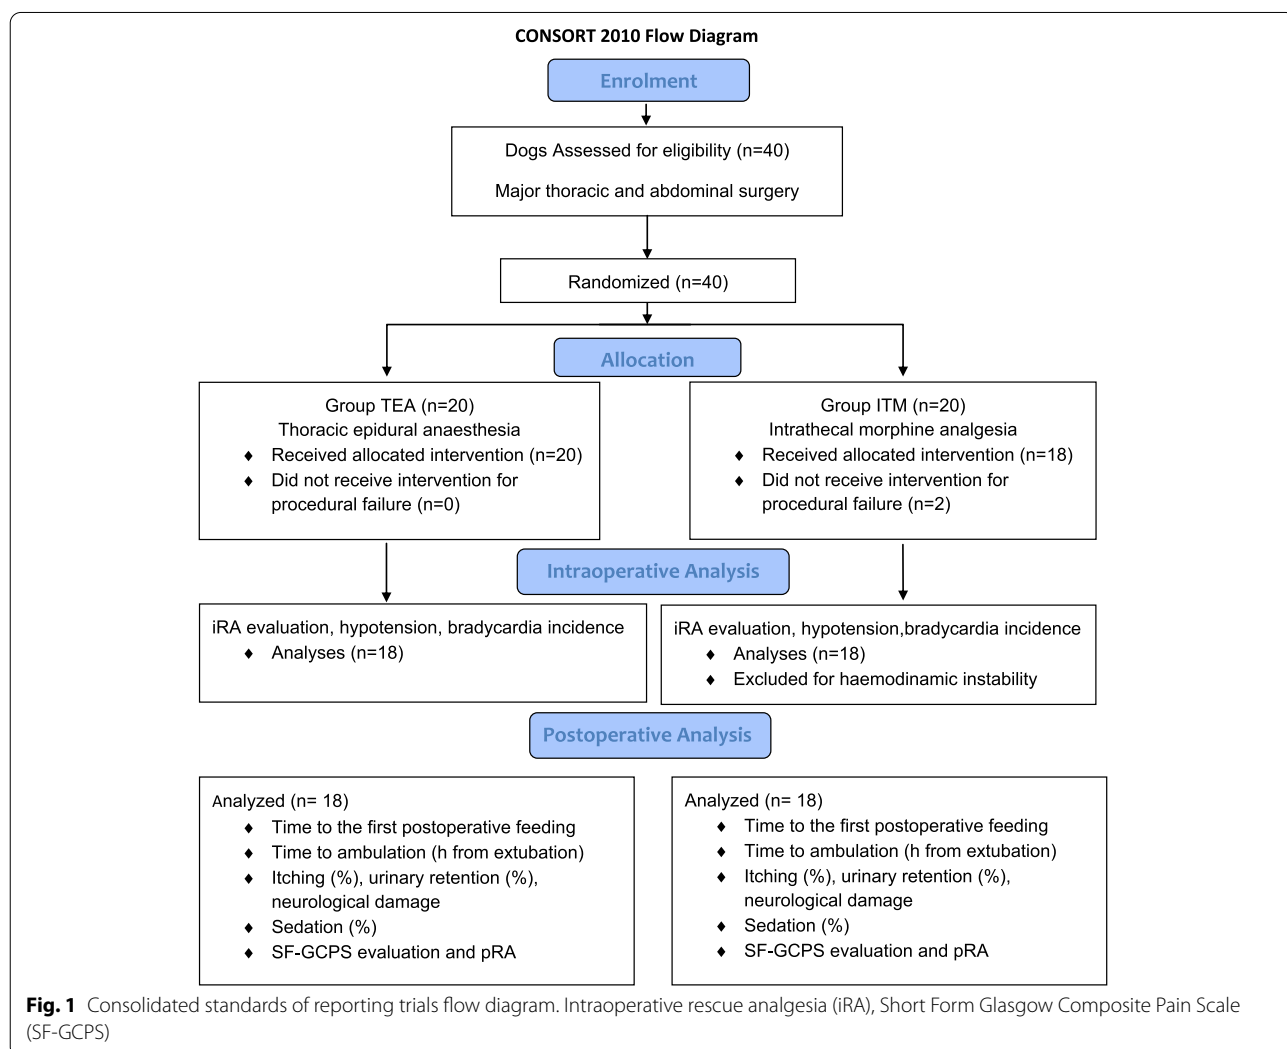 CONSORT 2010 Flow Diagram
Enrolment
Dogs Assessed for eligibility (n=40)
Major thoracic and abdominal surgery
Randomized (n=40)
Allocation
Group TEA (n=20)
Thoracic epidural anaesthesia
♦ Received allocated intervention (n=20)
♦ Did not receive intervention for
procedural failure (n=0)
Group ITM (n=20)
Intrathecal morphine analgesia
♦ Received allocated intervention (n=18)
♦ Did not receive intervention for
procedural failure (n=2)
Intraoperative Analysis
iRA evaluation, hypotension, bradycardia incidence
♦ Analyses (n=18)
iRA evaluation, hypotension,bradycardia incidence
♦ Analyses (n=18)
♦ Excluded for haemodinamic instability
Postoperative Analysis
Analyzed (n= 18)
♦ Time to the first postoperative feeding
♦ Time to ambulation (h from extubation)
♦ Itching (%), urinary retention (%),
neurological damage
♦ Sedation (%)
♦ SF-GCPS evaluation and pRA
Analyzed (n= 18)
♦ Time to the first postoperative feeding
♦ Time to ambulation (h from extubation)
♦ Itching (%), urinary retention (%),
neurological damage
♦ Sedation (%)
♦ SF-GCPS evaluation and pRA
Fig. 1 Consolidated standards of reporting trials flow diagram. Intraoperative rescue analgesia (iRA), Short Form Glasgow Composite Pain Scale
(SF-GCPS)